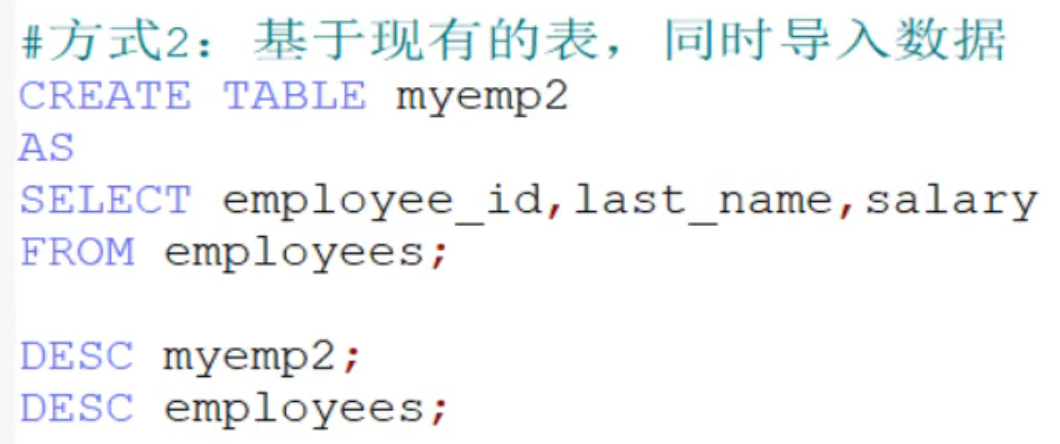 #方式2：基于现有的表，同时导入数据
CREATE TABLE myemp2
AS
SELECT employee_id,last_name,salary
FROM employees;
DESC myemp2;
DESC employees;